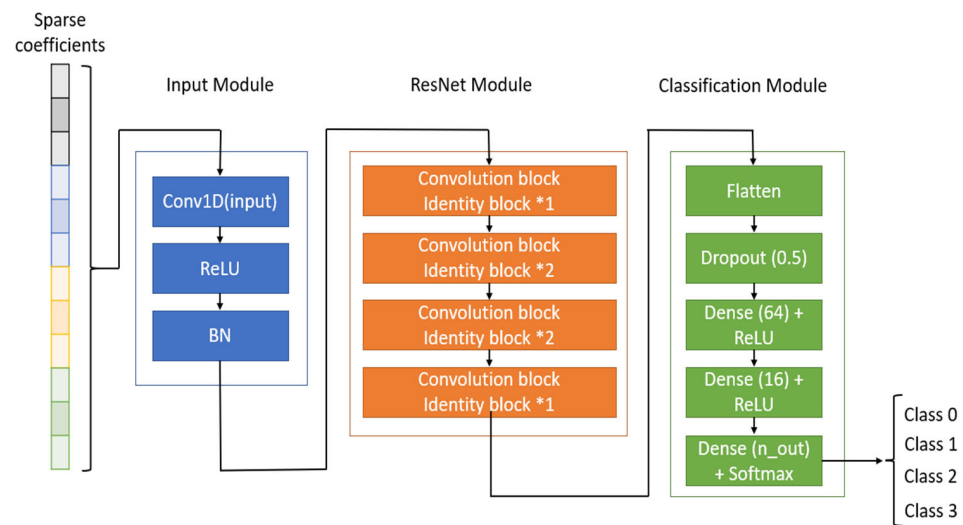 Sparse
coefficients
Input Module
Conv1D(input)
ReLU
BN
ResNet Module
Convolution block
Identity block *1
Convolution block
Identity block *2
Convolution block
Identity block *2
Convolution block
Identity block *1
Classification Module
Flatten
Dropout (0.5)
Dense (64) +
ReLU
Dense (16) +
ReLU
Dense (n_out)
+ Softmax
Class 0
Class 1
Class 2
Class 3